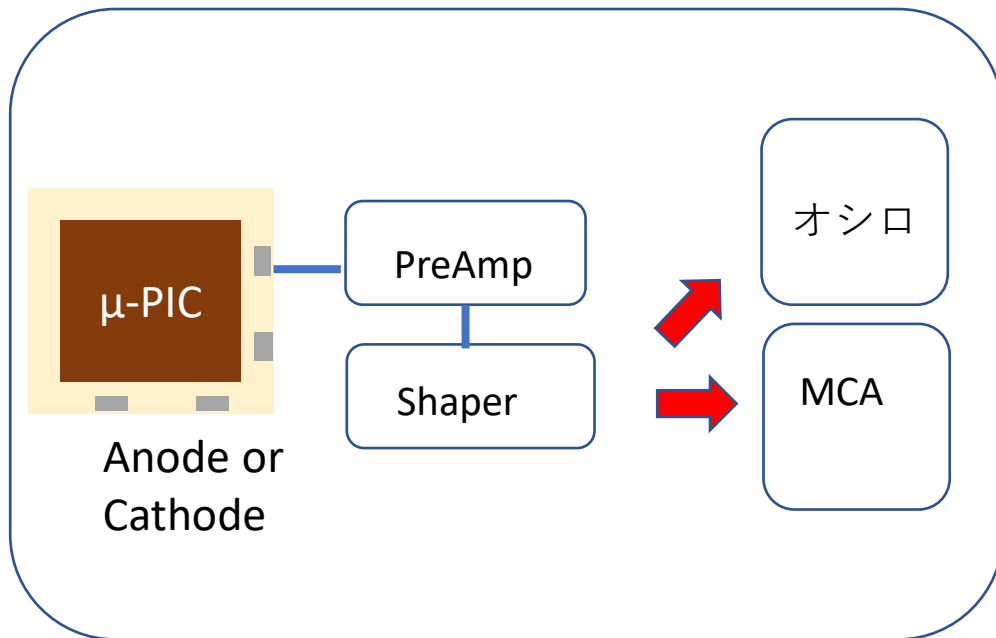 μ-PIC
Anode or
Cathode
PreAmp
Shaper
オシロ
MCA